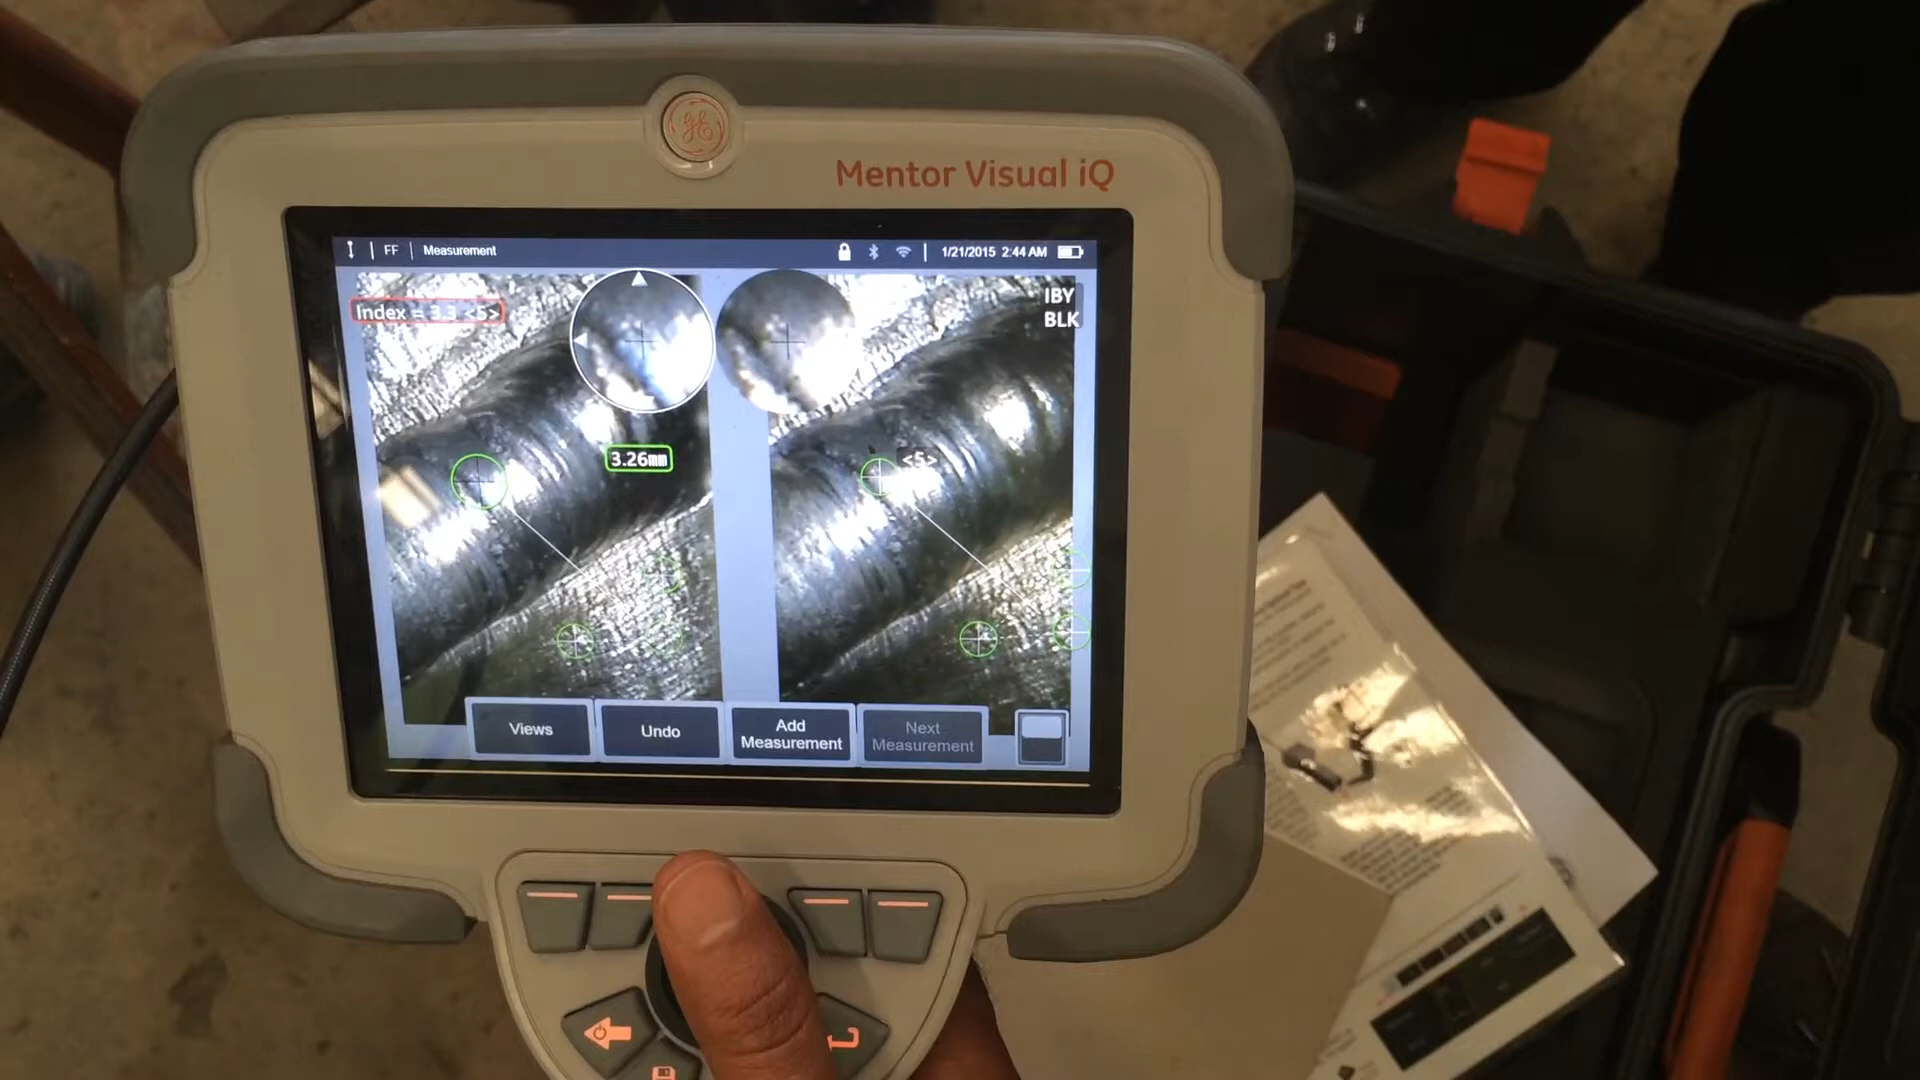 GE
Mentor Visual iQ
FF Measurement 1/21/2015 2:44 AM
Index = 3.3 <5>
IBY
BLK
3.26mm
<5>
Views
Undo
Add
Measurement
Next
Measurement